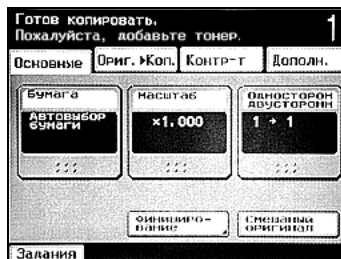 Готов копировать.
Пожалуйста, добавьте тонер.
1
Основные Ориг.▸Коп. Контр-т Дополн.
Бумага
Автовыбор
бумаги
Масштаб
×1.000
Односторон
двусторонн
1 → 1
Финиширо-
вание
Смешаный
оригинал
Задания